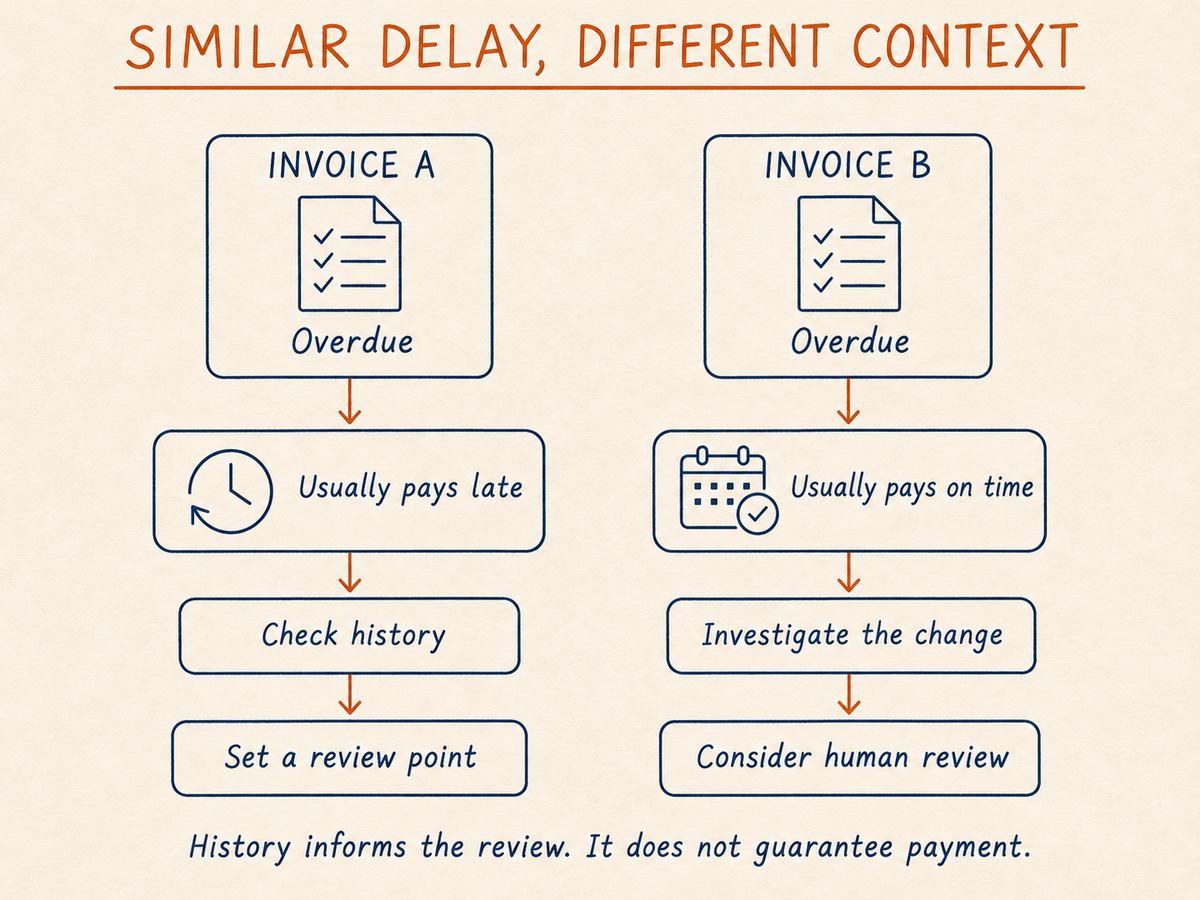 SIMILAR DELAY, DIFFERENT CONTEXT
INVOICE A
Overdue
Usually pays late
Check history
Set a review point
INVOICE B
Overdue
Usually pays on time
Investigate the change
Consider human review
History informs the review. It does not guarantee payment.